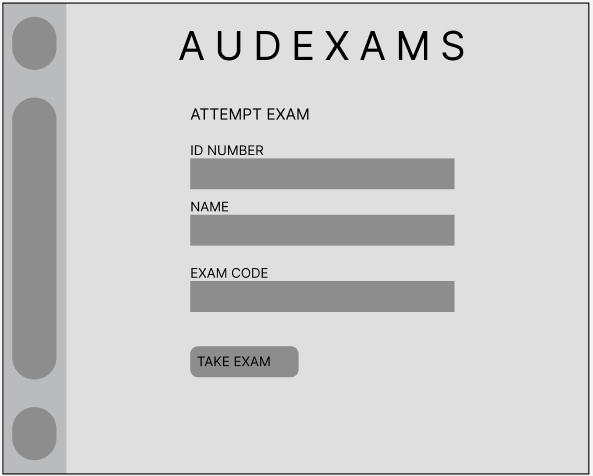 AUDEXAMS
ATTEMPT EXAM
ID NUMBER
NAME
EXAM CODE
TAKE EXAM